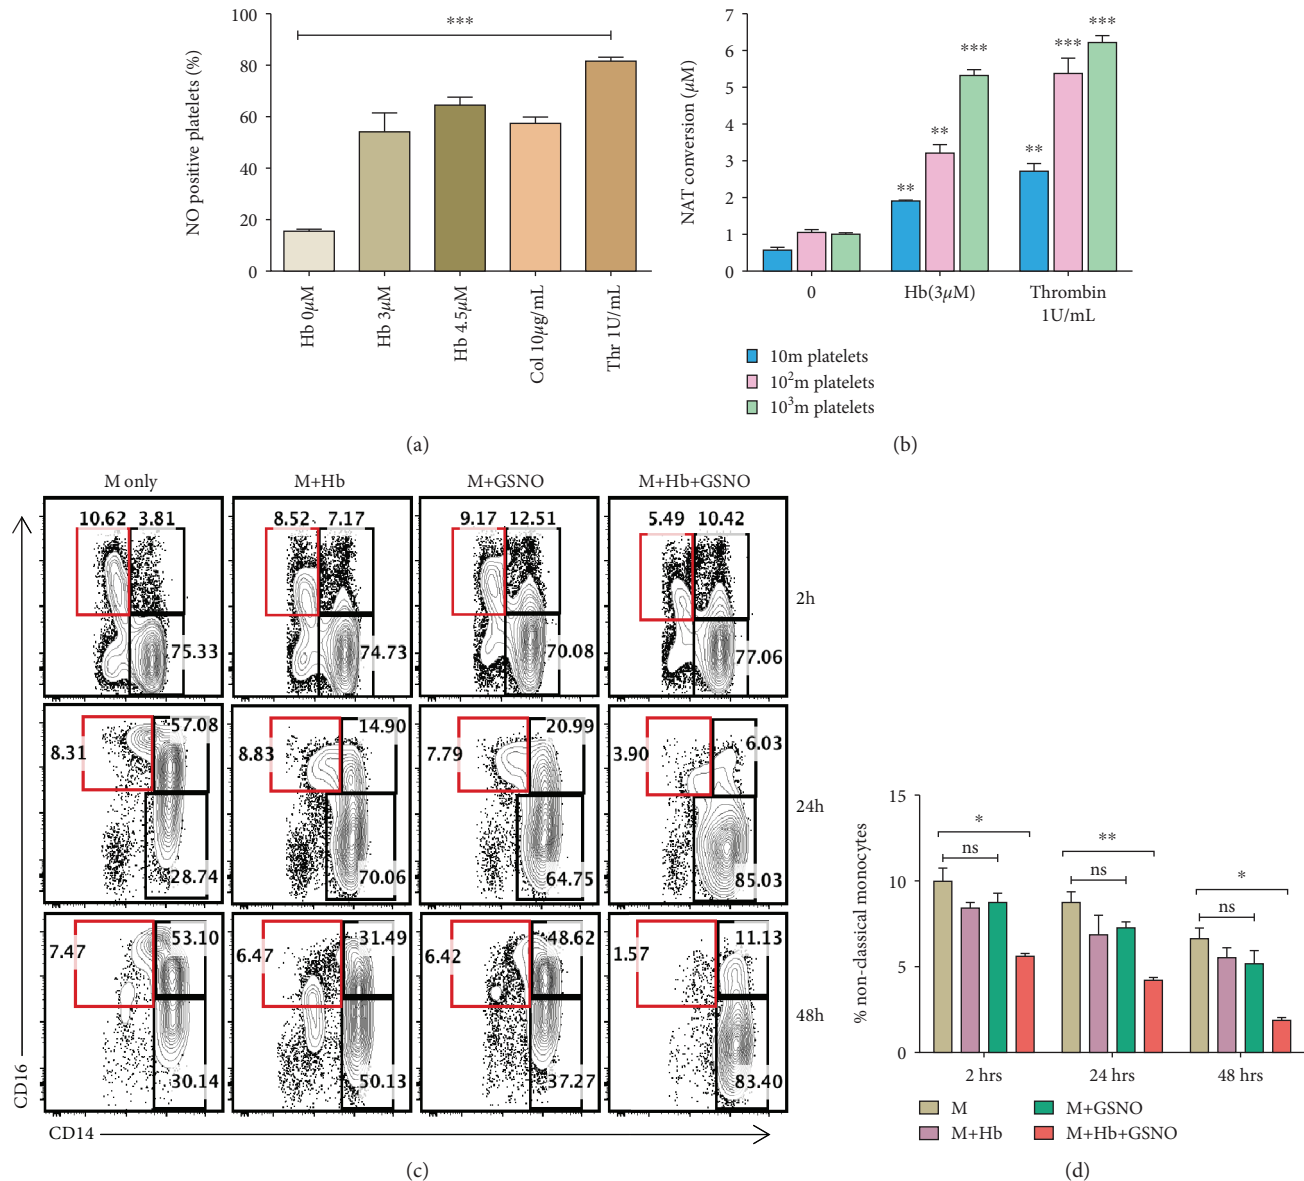 100
80
60
40
20
0
NO positive platelets (%)
***
Hb 0μM
Hb 3μM
Hb 4.5μM
Col 10μg/mL
Thr 1U/mL
(a)
7
6
5
4
3
2
1
0
NAT conversion (μM)
** ** ***
** *** ***
0 Hb(3μM) Thrombin
1U/mL
10m platelets
10²m platelets
10³m platelets
(b)
M only M+Hb M+GSNO M+Hb+GSNO
10.62 3.81 8.52 7.17 9.17 12.51 5.49 10.42
2h
75.33 74.73 70.08 77.06
57.08 14.90 20.99 6.03
8.31 8.83 7.79 3.90
24h
28.74 70.06 64.75 85.03
53.10 31.49 48.62 11.13
7.47 6.47 6.42 1.57
48h
30.14 50.13 37.27 83.40
CD16
CD14
(c)
15
10
5
0
% non-classical monocytes
* ns
** ns
* ns
2 hrs 24 hrs 48 hrs
M M+GSNO
M+Hb M+Hb+GSNO
(d)